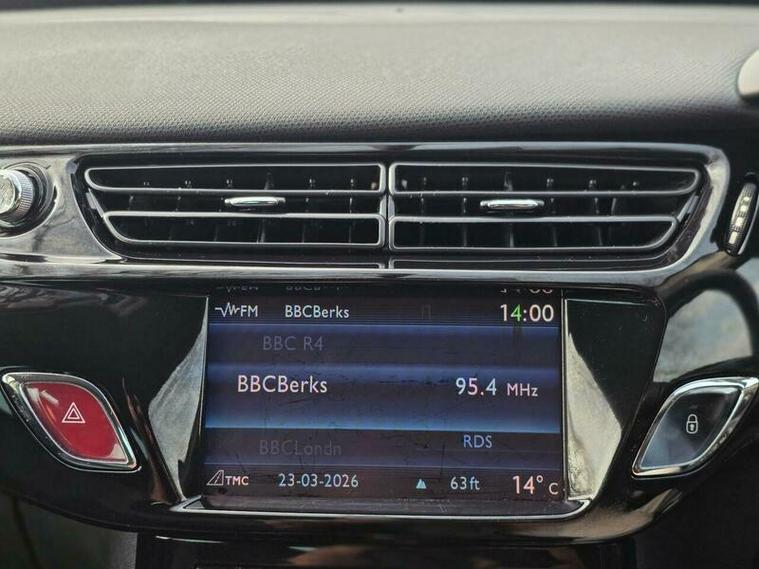 FM BBCBerks 14:00
BBC R4
BBCBerks 95.4 MHz
BBCLondn RDS
TMC 23-03-2026 63ft 14° C